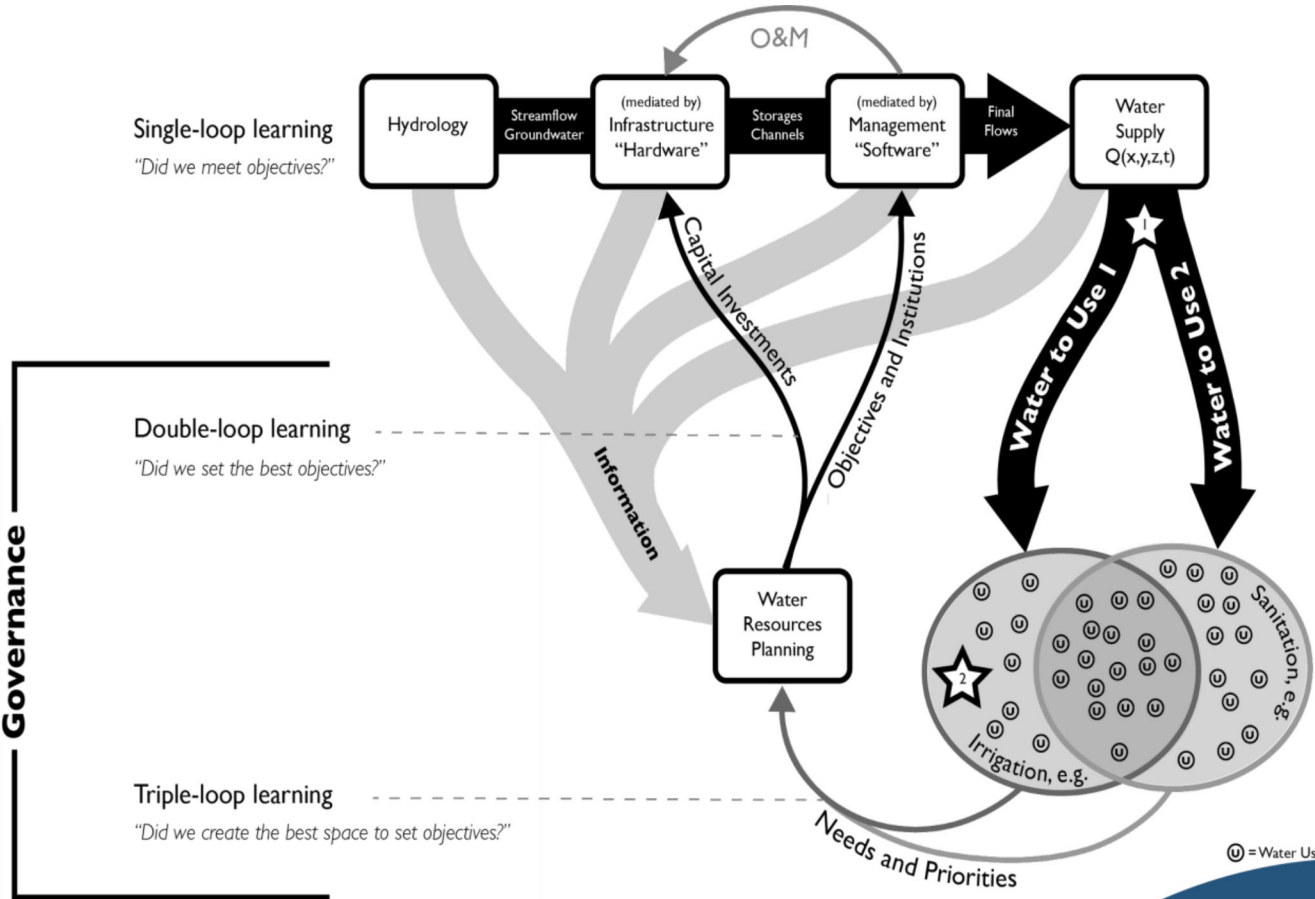 O&M
Single-loop learning
"Did we meet objectives?"
Hydrology
Streamflow
Groundwater
(mediated by)
Infrastructure
"Hardware"
Storages
Channels
(mediated by)
Management
"Software"
Final
Flows
Water
Supply
Q(x,y,z,t)
1
Capital Investments
Objectives and Institutions
Water to Use 1
Water to Use 2
Governance
Double-loop learning
"Did we set the best objectives?"
Information
Water
Resources
Planning
U U U U U U U U U U U U U U U U U U U U U U U U U U U U U U U U U U U U U
2
Irrigation, e.g.
Sanitation, e.g.
Triple-loop learning
"Did we create the best space to set objectives?"
Needs and Priorities
U = Water Us